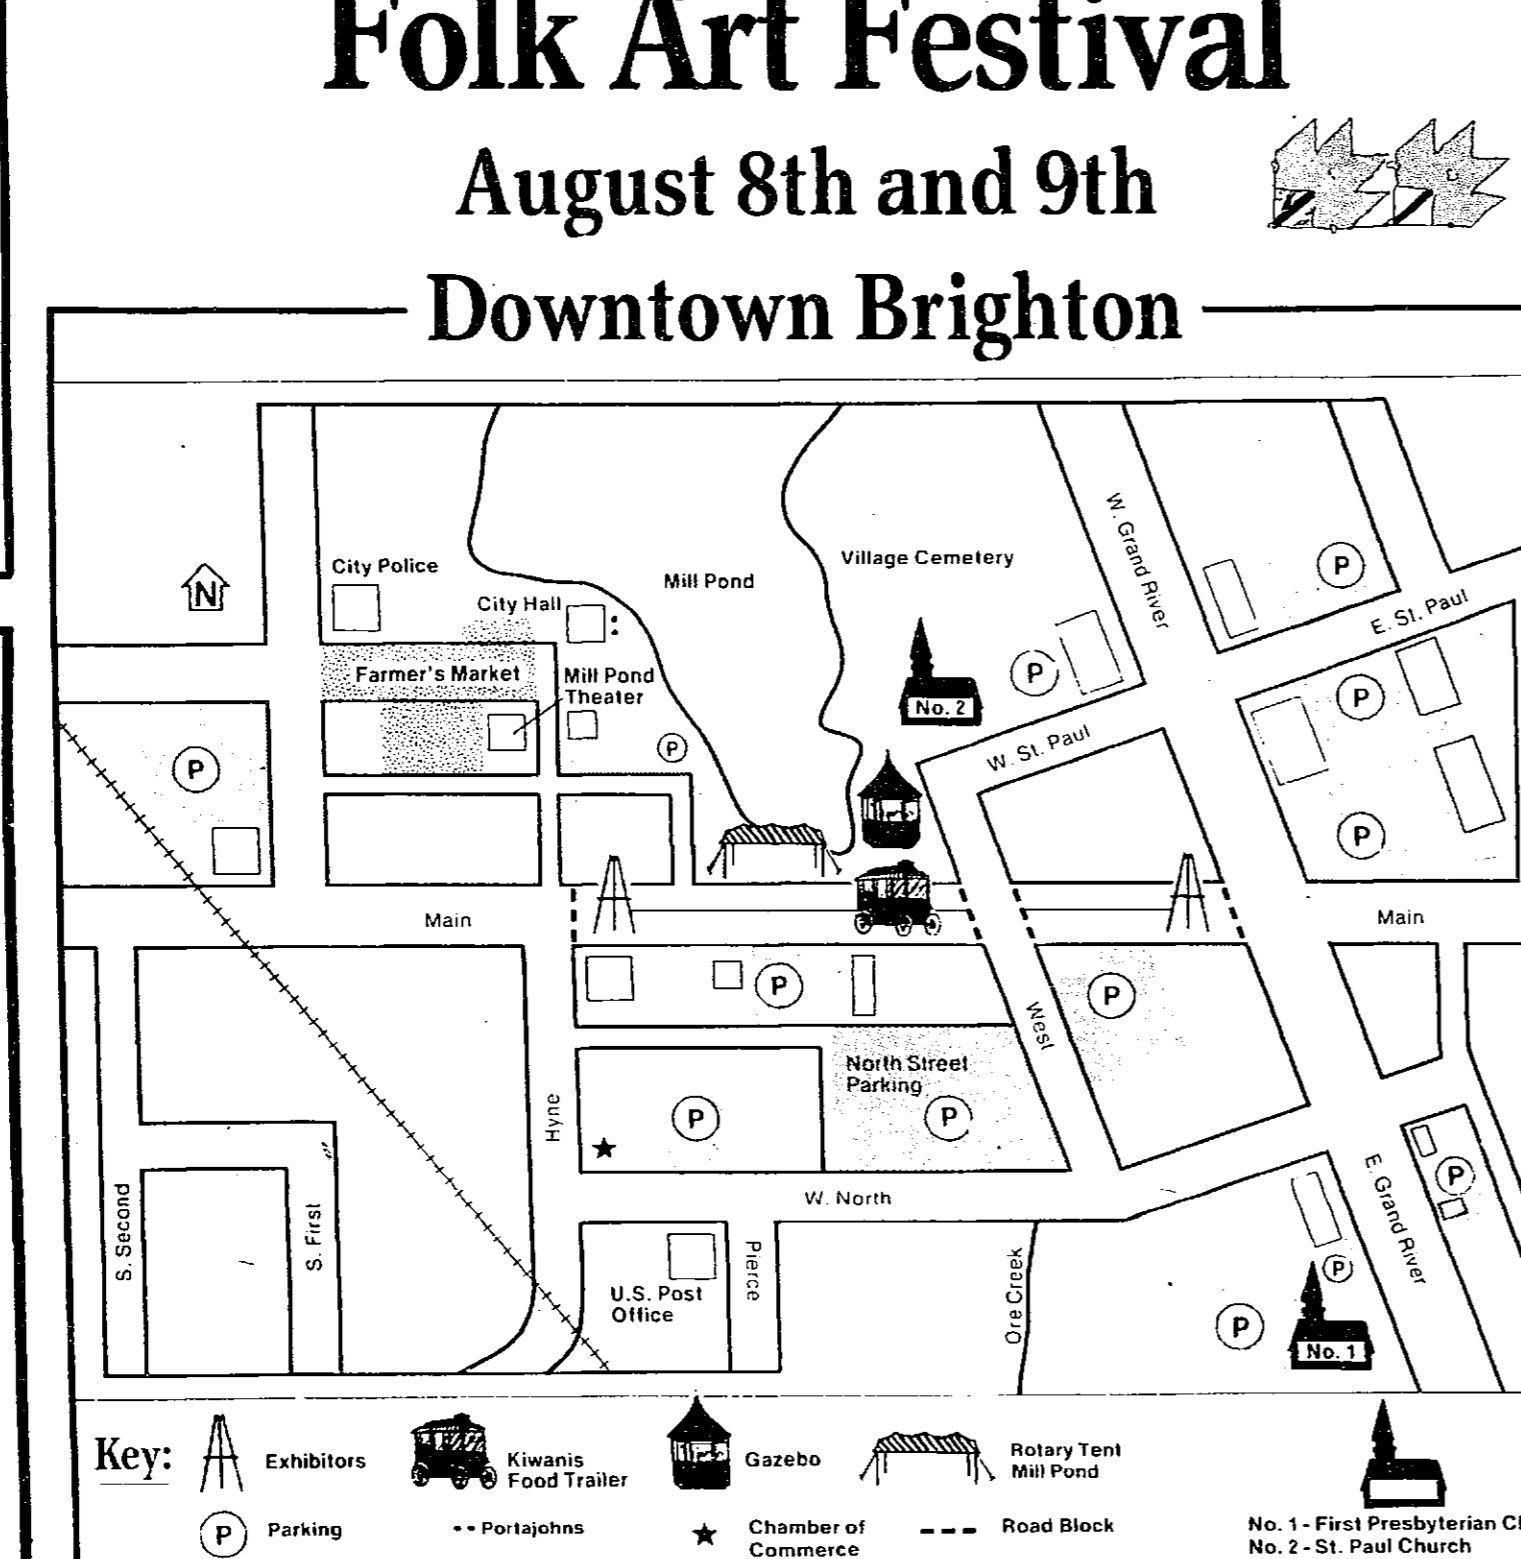 Folk Art Festival
August 8th and 9th
Downtown Brighton
N
City Police
City Hall
Mill Pond
Village Cemetery
W. Grand River
P
E. St. Paul
Farmer's Market
Mill Pond
Theater
P
No. 2
P
P
P
W. St. Paul
P
Main
Main
P
P
West
North Street
Parking
P
P
Hyne
W. North
S. Second
S. First
Pierce
U.S. Post
Office
Ore Creek
E. Grand River
P
P
P
No. 1
Key:
Exhibitors
Kiwanis
Food Trailer
Gazebo
Rotary Tent
Mill Pond
P
Parking
Portajohns
Chamber of
Commerce
Road Block
No. 1 - First Presbyterian
No. 2 - St. Paul Church